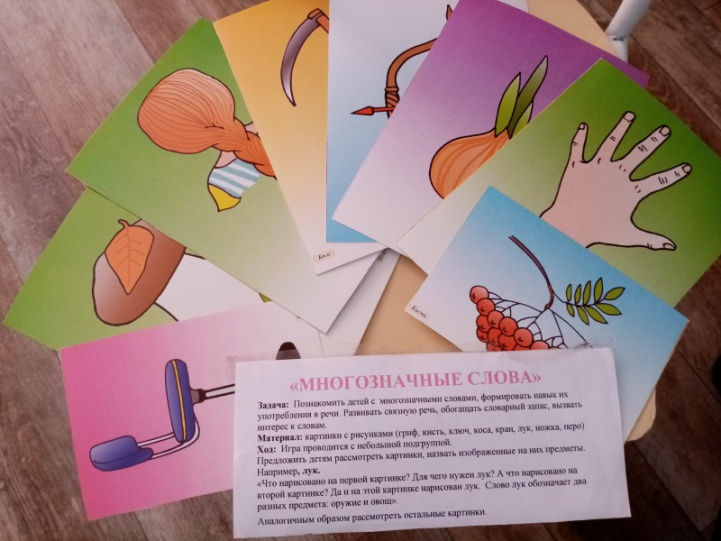 Коса
Кисть
«МНОГОЗНАЧНЫЕ СЛОВА»
Задача: Познакомить детей с многозначными словами, формировать навык их
употребления в речи. Развивать связную речь, обогащать словарный запас, вызвать
интерес к словам.
Материал: картинки с рисунками (гриф, кисть, ключ, коса, кран, лук, ножка, перо)
Ход: Игра проводится с небольшой подгруппой.
Предложить детям рассмотреть картинки, назвать изображенные на них предметы.
Например, лук.
«Что нарисовано на первой картинке? Для чего нужен лук? А что нарисовано на
второй картинке? Да и на этой картинке нарисован лук. Слово лук обозначает два
разных предмета: оружие и овощ».
Аналогичным образом рассмотреть остальные картинки.